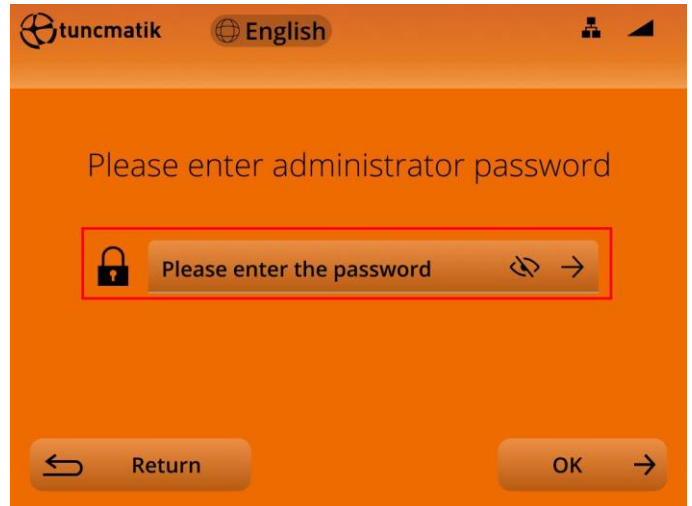 tuncmatik English
Please enter administrator password
Please enter the password
Return OK